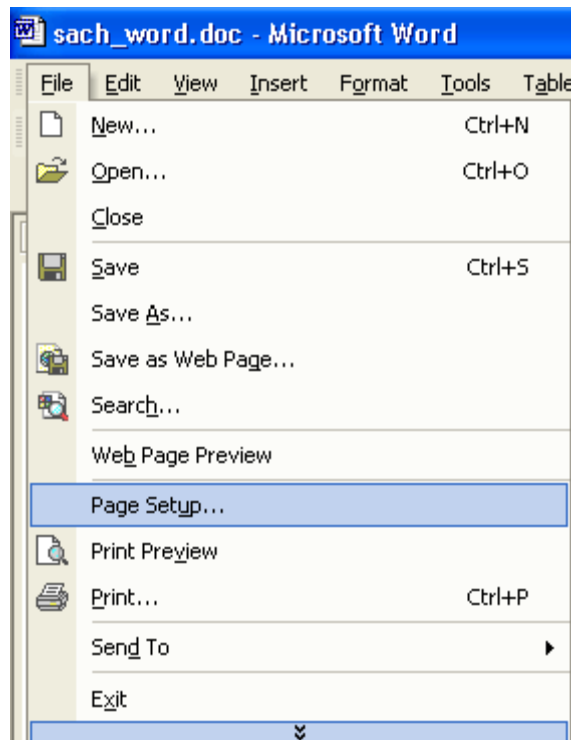 sach_word.doc - Microsoft Word
File Edit View Insert Format Tools Table
New... Ctrl+N
Open... Ctrl+O
Close
Save Ctrl+S
Save As...
Save as Web Page...
Search...
Web Page Preview
Page Setup...
Print Preview
Print... Ctrl+P
Send To
Exit